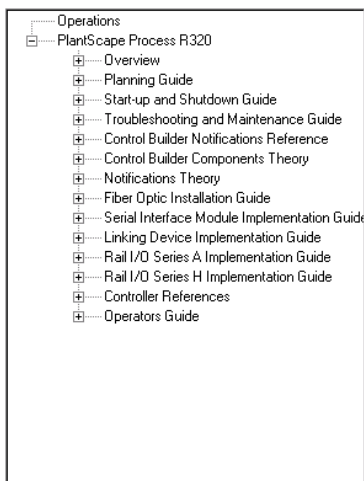 Operations
PlantScape Process R320
Overview
Planning Guide
Start-up and Shutdown Guide
Troubleshooting and Maintenance Guide
Control Builder Notifications Reference
Control Builder Components Theory
Notifications Theory
Fiber Optic Installation Guide
Serial Interface Module Implementation Guide
Linking Device Implementation Guide
Rail I/O Series A Implementation Guide
Rail I/O Series H Implementation Guide
Controller References
Operators Guide